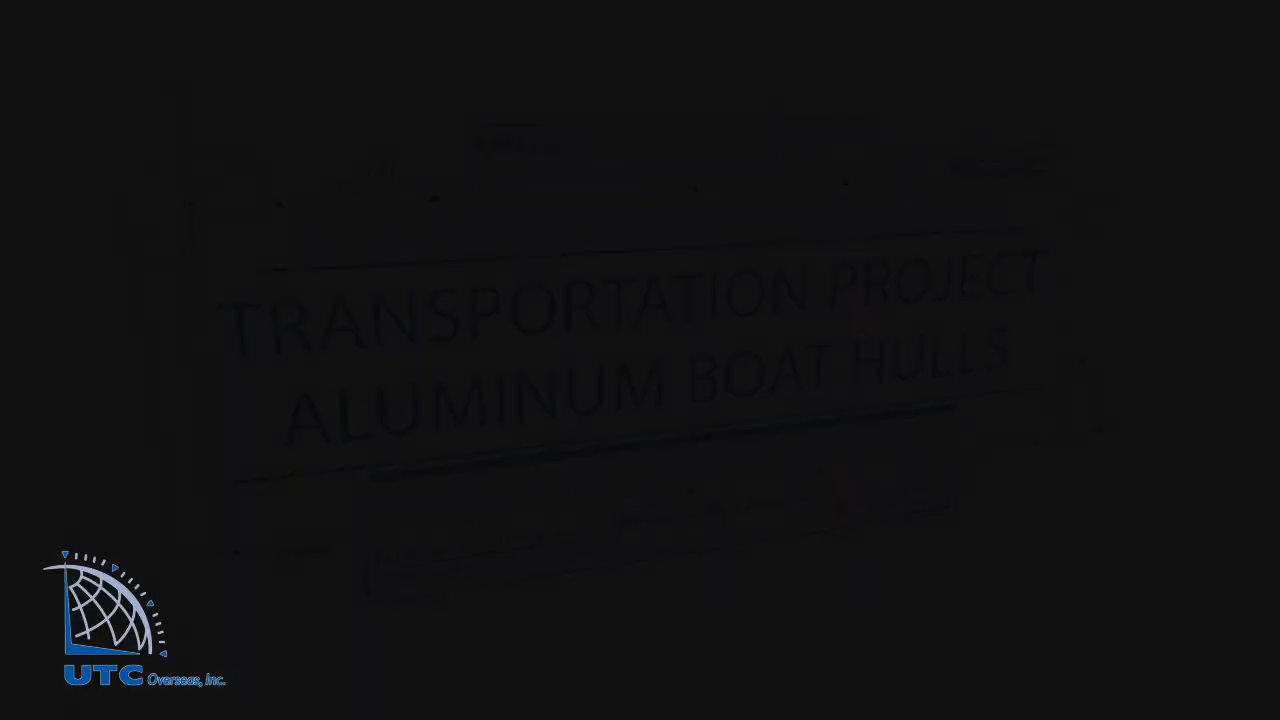 TRANSPORTATION PROJECT
ALUMINUM BOAT HULLS
UTC Overseas, Inc.